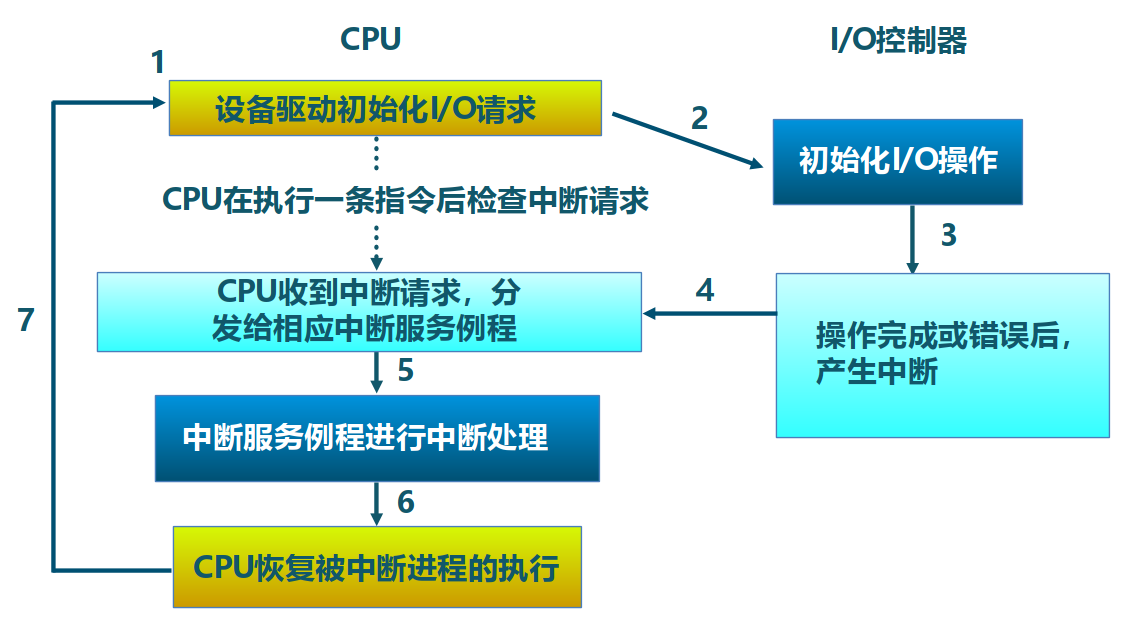 CPU
I/O控制器
1
设备驱动初始化I/O请求
2
初始化I/O操作
CPU在执行一条指令后检查中断请求
3
CPU收到中断请求，分
发给相应中断服务例程
4
操作完成或错误后，
产生中断
7
5
中断服务例程进行中断处理
6
CPU恢复被中断进程的执行